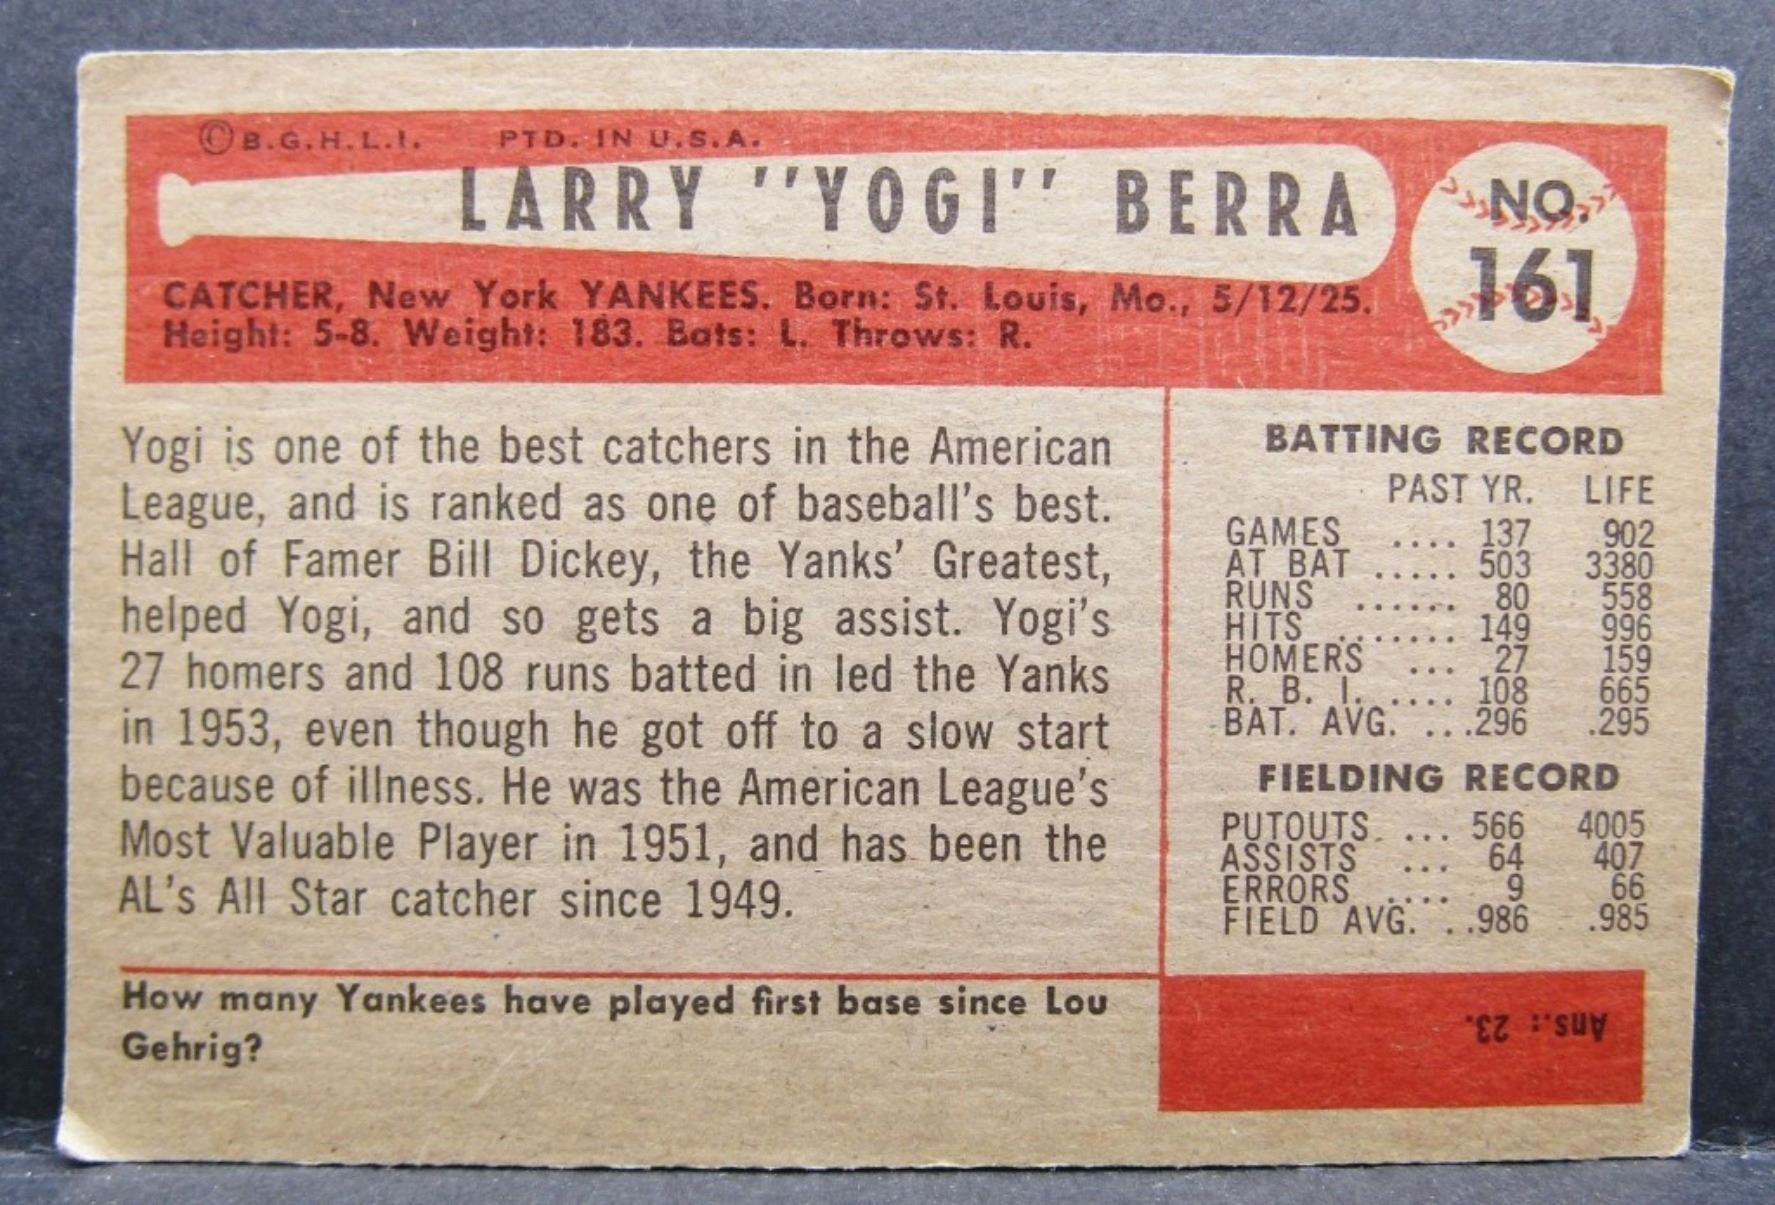 ©B.G.H.L.I. PTD. IN U.S.A.
LARRY "YOGI" BERRA
NO.
161
CATCHER, New York YANKEES. Born: St. Louis, Mo., 5/12/25.
Height: 5-8. Weight: 183. Bats: L. Throws: R.
Yogi is one of the best catchers in the American
League, and is ranked as one of baseball's best.
Hall of Famer Bill Dickey, the Yanks' Greatest,
helped Yogi, and so gets a big assist. Yogi's
27 homers and 108 runs batted in led the Yanks
in 1953, even though he got off to a slow start
because of illness. He was the American League's
Most Valuable Player in 1951, and has been the
AL's All Star catcher since 1949.
BATTING RECORD
PAST YR. LIFE
GAMES .... 137 902
AT BAT ..... 503 3380
RUNS ...... 80 558
HITS ........ 149 996
HOMERS ... 27 159
R. B. I. .... 108 665
BAT. AVG. ...296 .295
FIELDING RECORD
PUTOUTS. ... 566 4005
ASSISTS ... 64 407
ERRORS .... 9 66
FIELD AVG. ..986 .985
How many Yankees have played first base since Lou
Gehrig?
Ans.: 23.